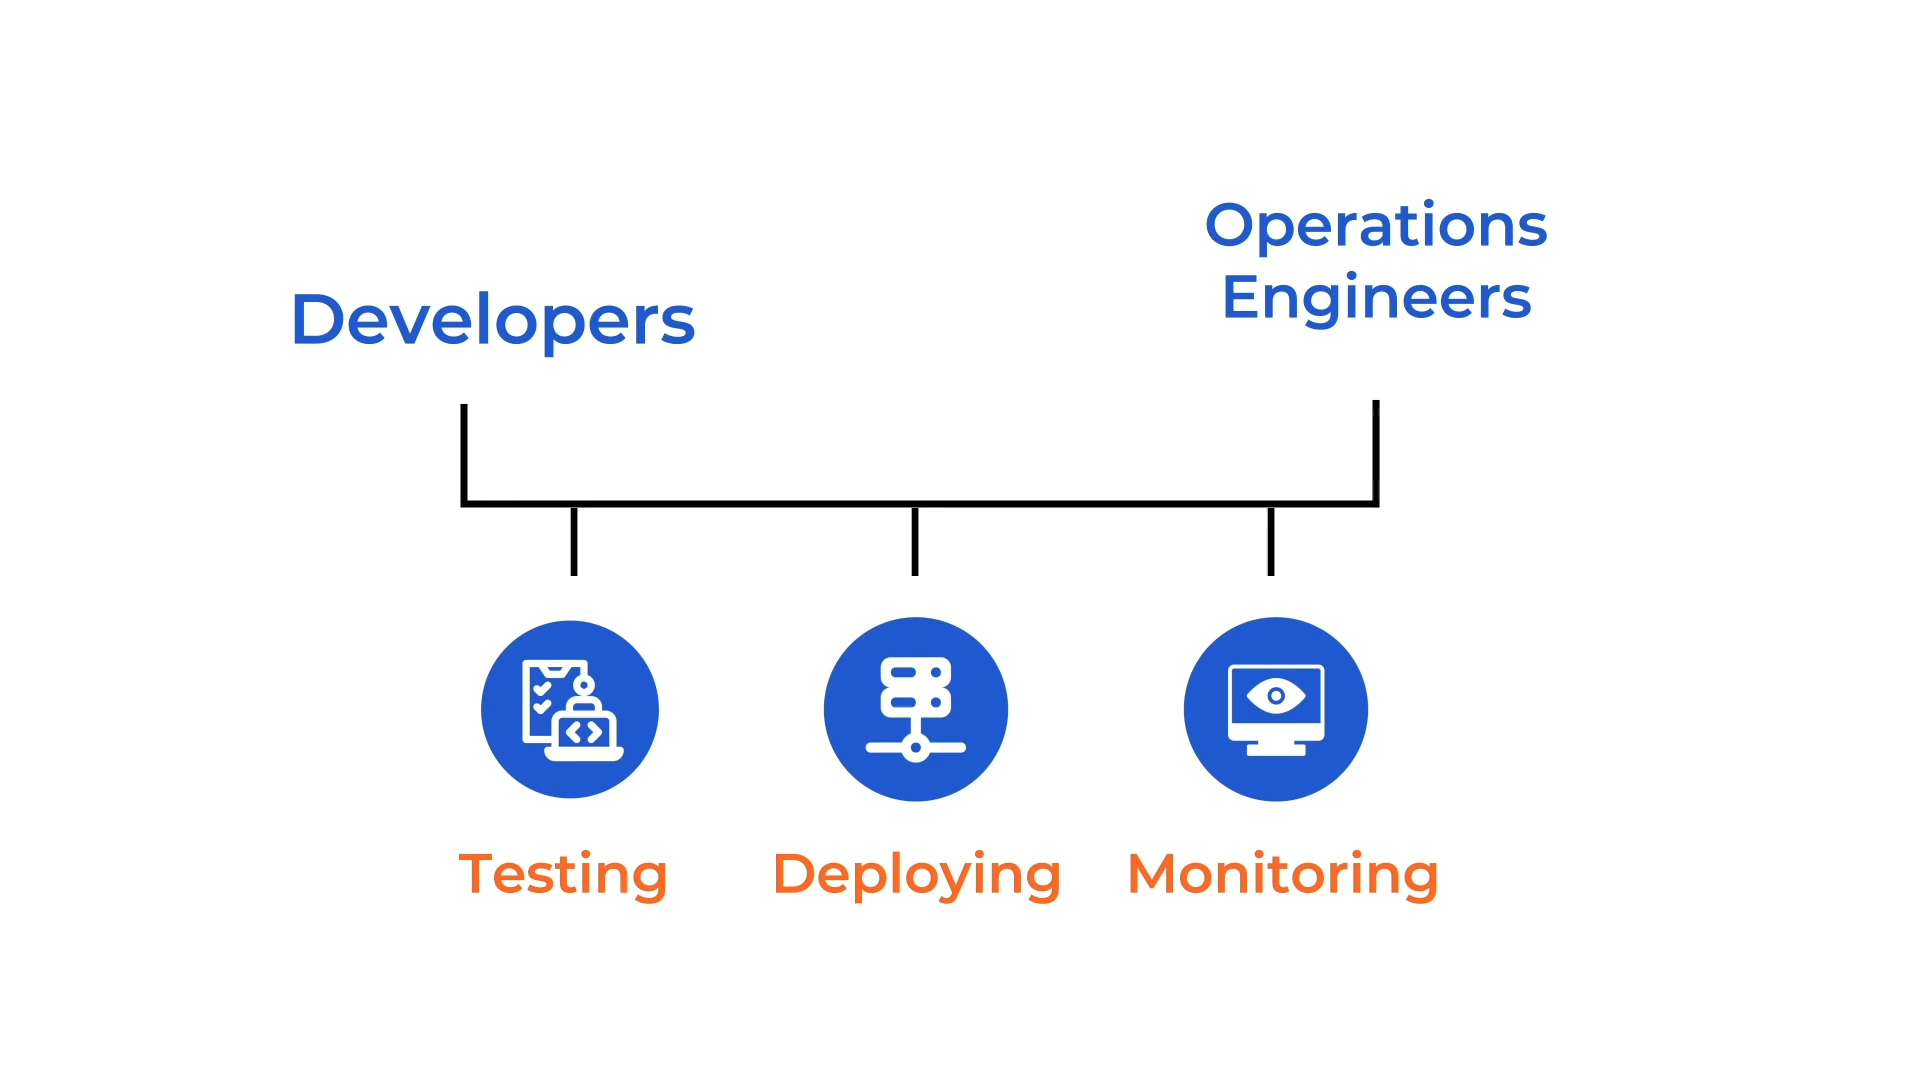 Developers
Operations
Engineers
Testing
Deploying
Monitoring